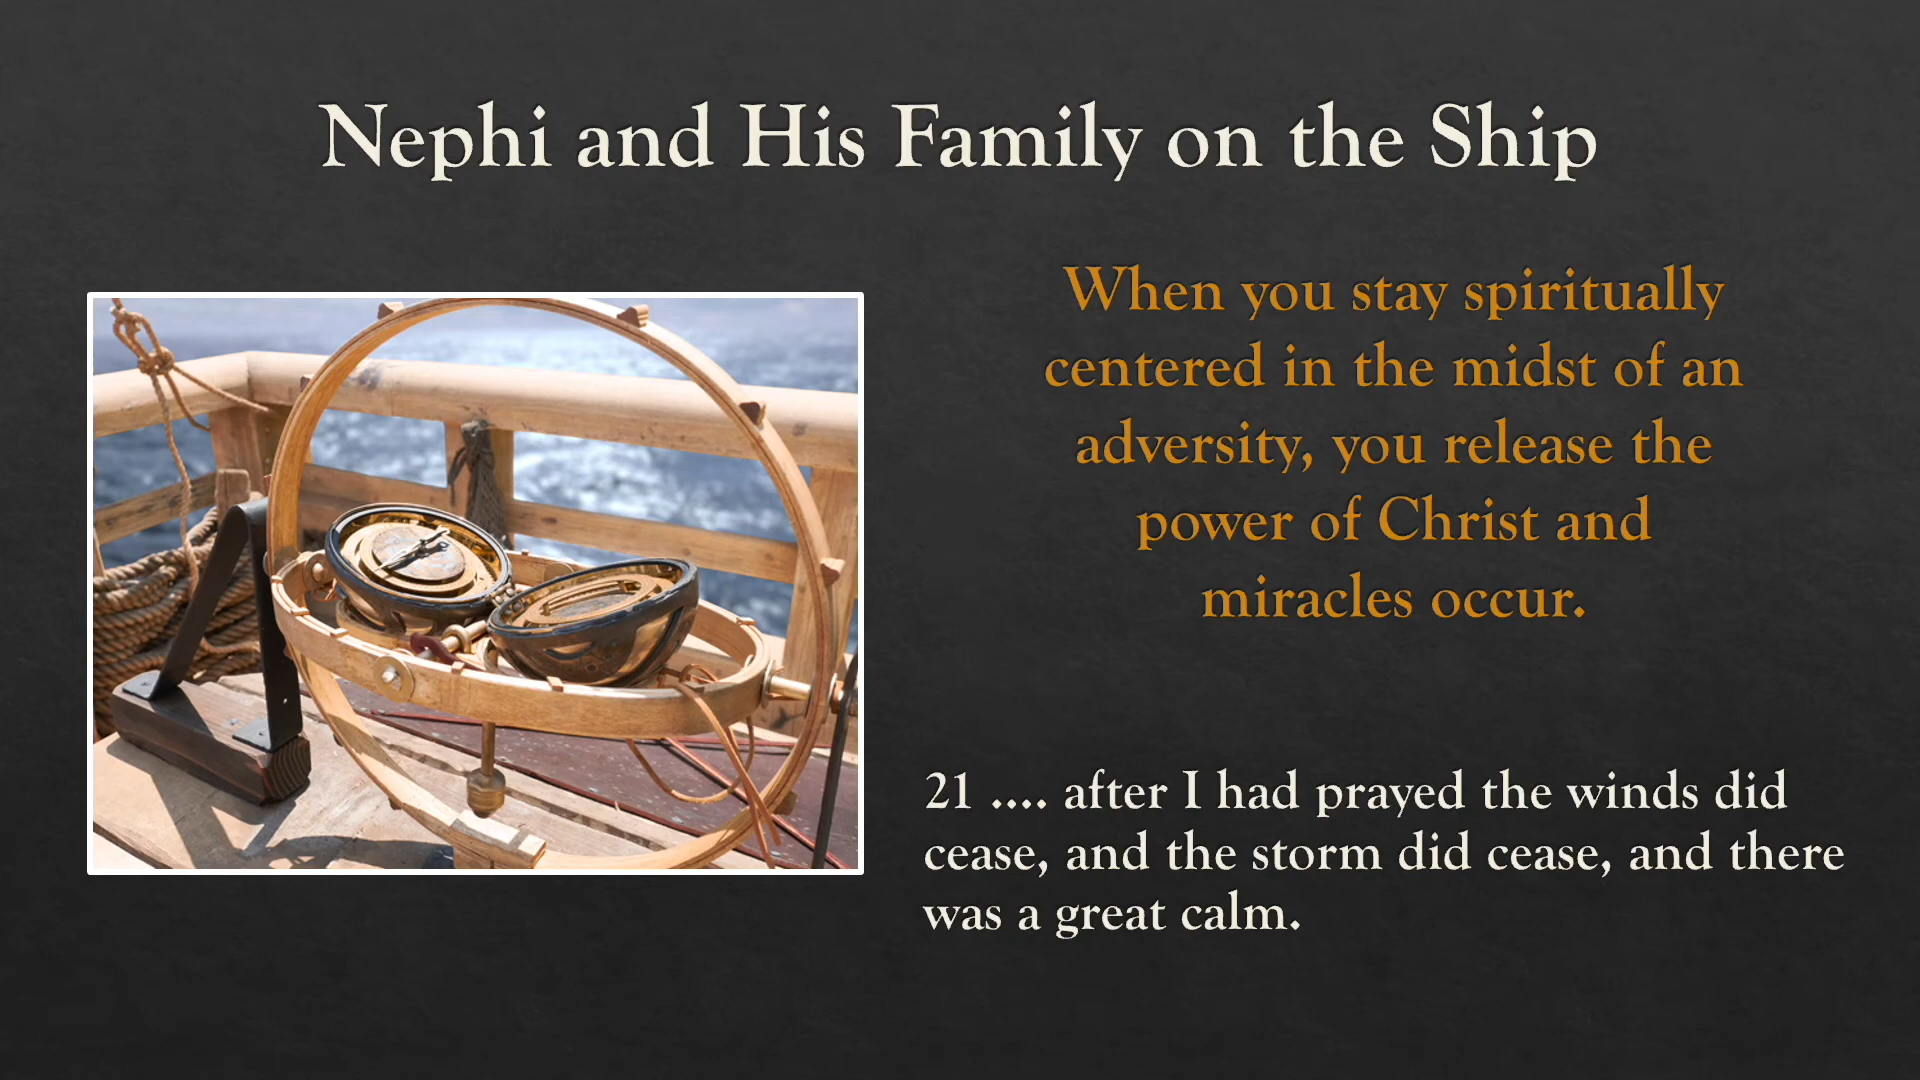 Nephi and His Family on the Ship
When you stay spiritually
centered in the midst of an
adversity, you release the
power of Christ and
miracles occur.
21 .... after I had prayed the winds did
cease, and the storm did cease, and there
was a great calm.